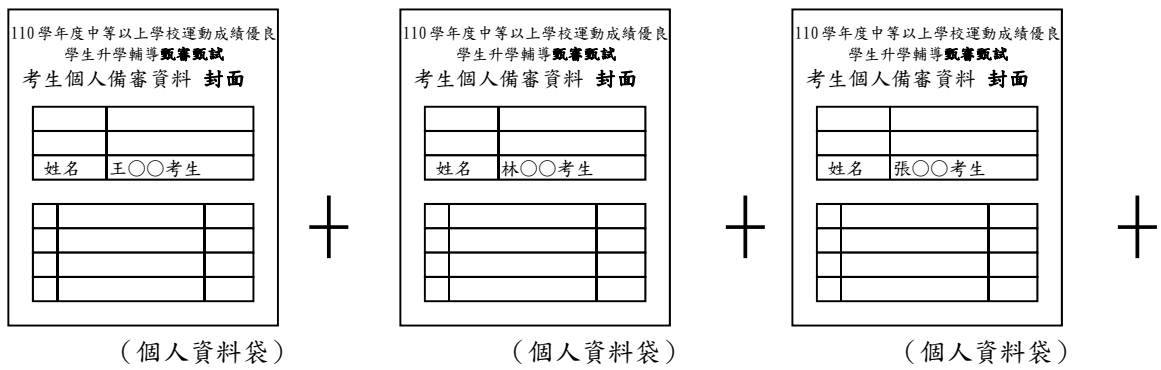 110學年度中等以上學校運動成績優良
學生升學輔導甄審甄試
考生個人備審資料 封面
姓名 王○○考生
(個人資料袋)
+
110學年度中等以上學校運動成績優良
學生升學輔導甄審甄試
考生個人備審資料 封面
姓名 林○○考生
(個人資料袋)
+
110學年度中等以上學校運動成績優良
學生升學輔導甄審甄試
考生個人備審資料 封面
姓名 張○○考生
(個人資料袋)
+